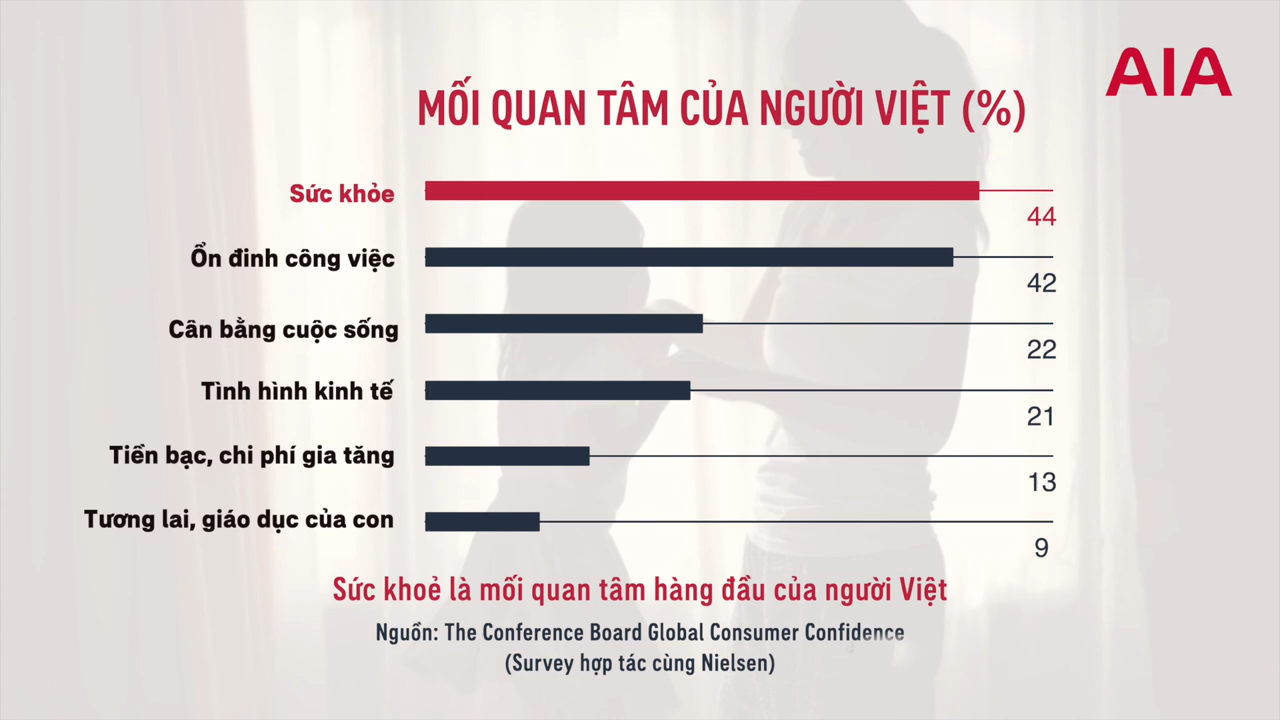 AIA
MỐI QUAN TÂM CỦA NGƯỜI VIỆT (%)
Sức khỏe
44
Ổn đinh công việc
42
Cân bằng cuộc sống
22
Tình hình kinh tế
21
Tiền bạc, chi phí gia tăng
13
Tương lai, giáo dục của con
9
Sức khoẻ là mối quan tâm hàng đầu của người Việt
Nguồn: The Conference Board Global Consumer Confidence
(Survey hợp tác cùng Nielsen)